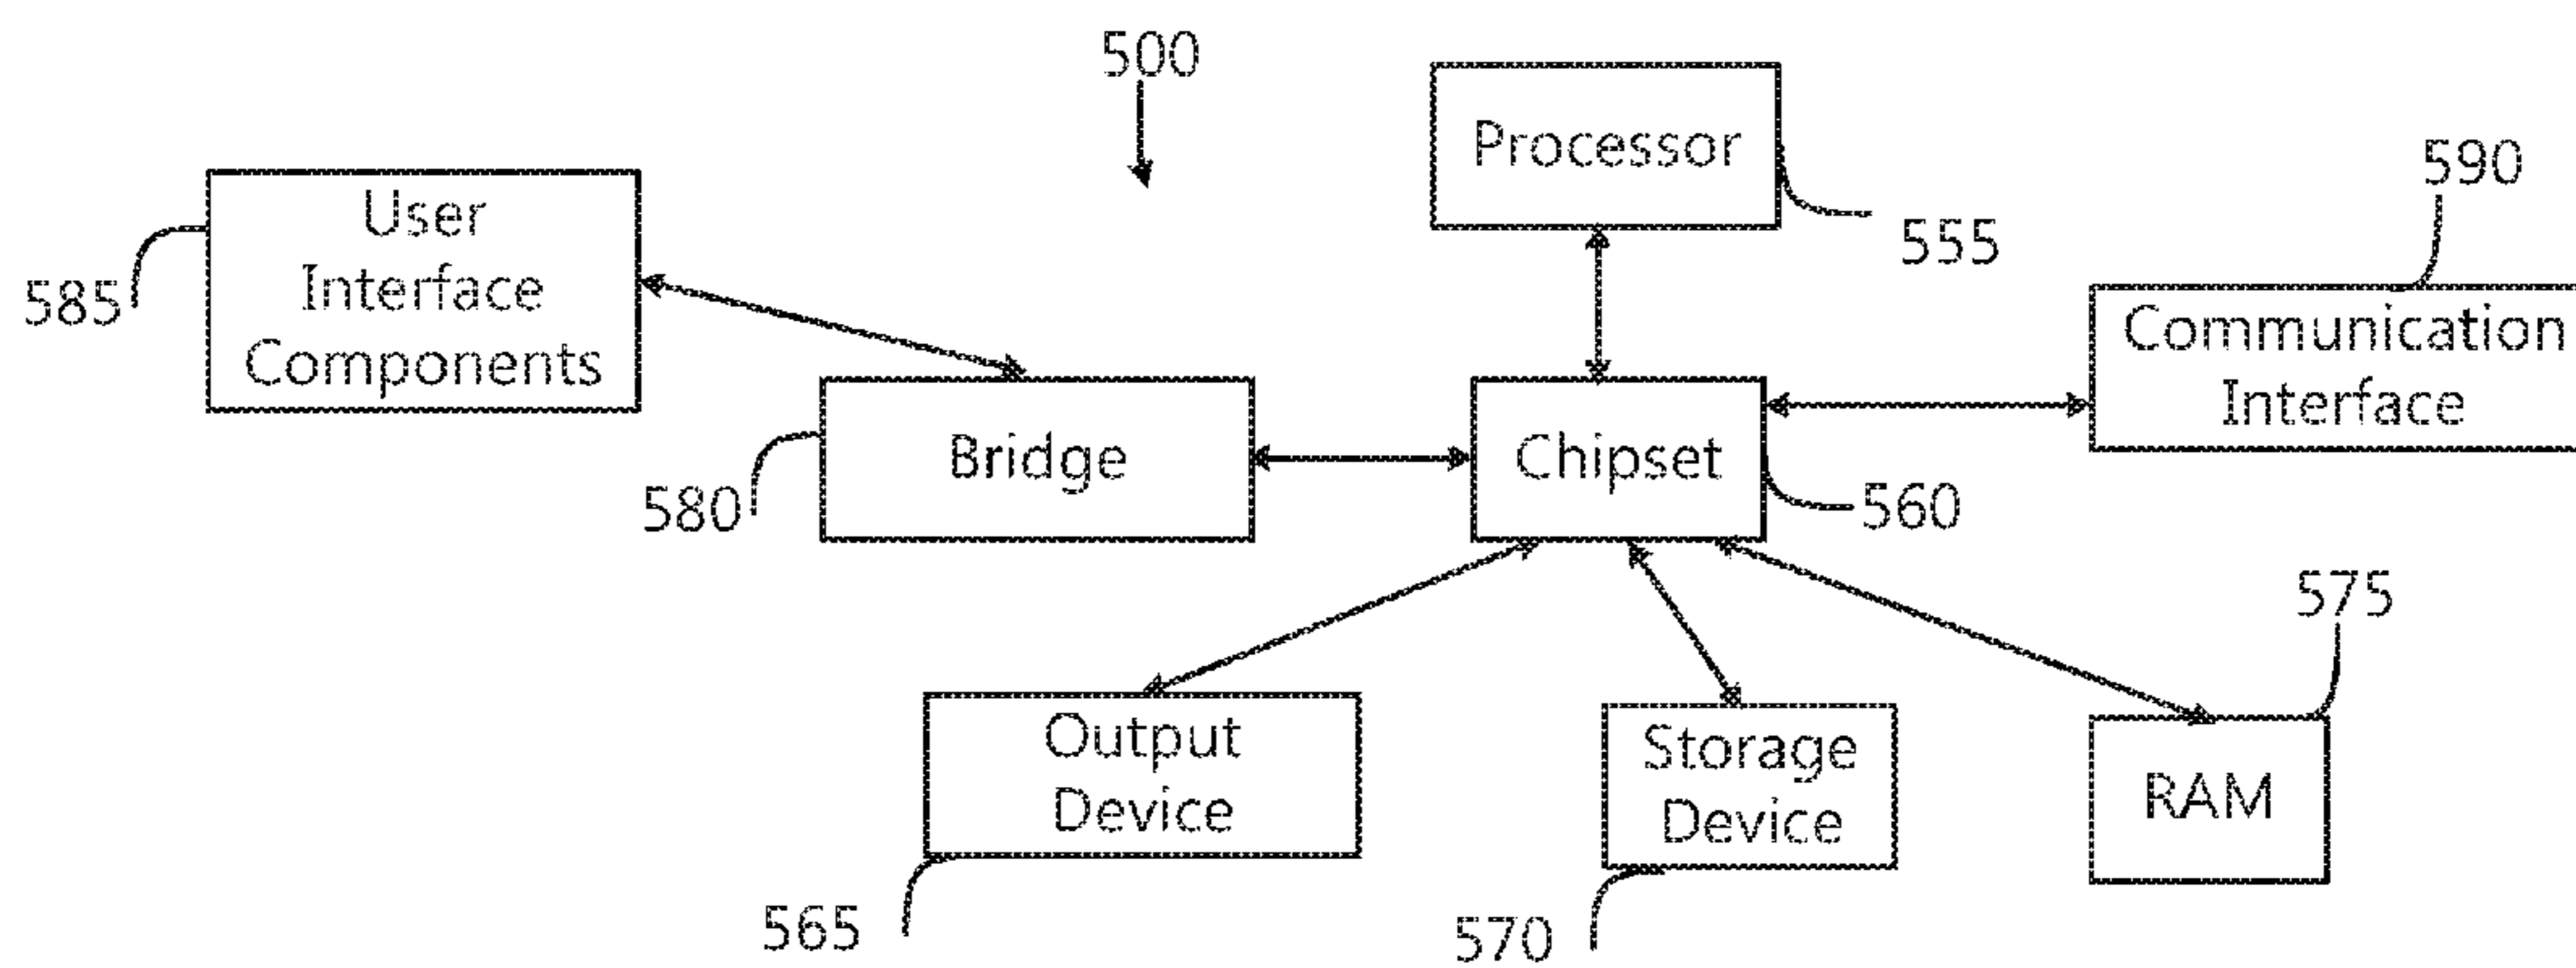 500
Processor
590
User
Interface
Components
555
585
Communication
Interface
Bridge
Chipset
580
560
575
Output
Device
Storage
Device
RAM
565
570